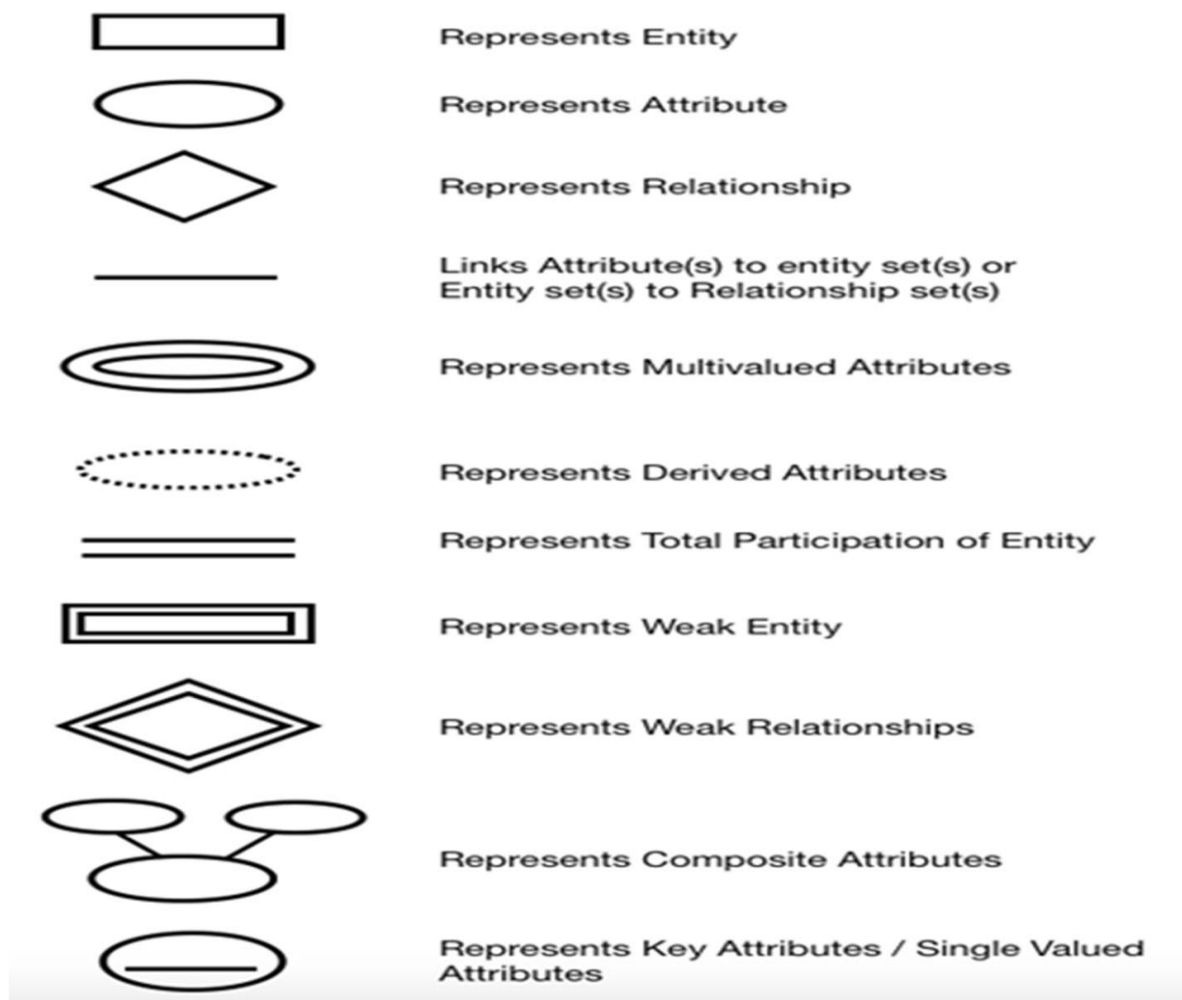 Represents Entity
Represents Attribute
Represents Relationship
Links Attribute(s) to entity set(s) or
Entity set(s) to Relationship set(s)
Represents Multivalued Attributes
Represents Derived Attributes
Represents Total Participation of Entity
Represents Weak Entity
Represents Weak Relationships
Represents Composite Attributes
Represents Key Attributes / Single Valued
Attributes